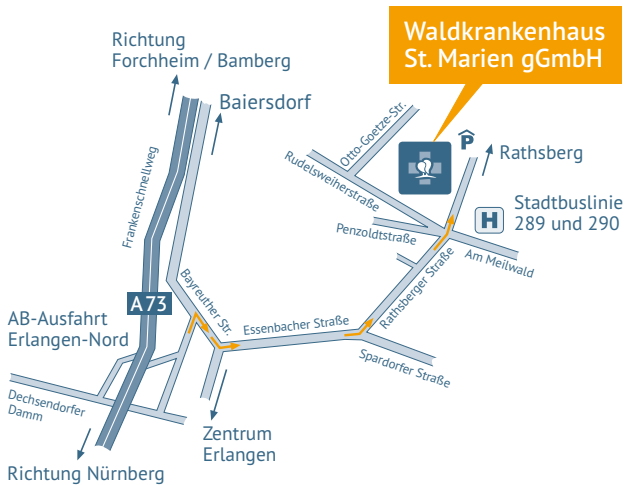 Waldkrankenhaus
St. Marien gGmbH
Richtung
Forchheim / Bamberg
Baiersdorf
Otto-Goetze-Str.
P
Rathsberg
Rudelsweiherstraße
Frankenschnellweg
Stadtbuslinie
289 und 290
H
Penzoldtstraße
Am Meilwald
Rathsberger Straße
Bayreuther Str.
A 73
AB-Ausfahrt
Erlangen-Nord
Essenbacher Straße
Spardorfer Straße
Dechsendorfer
Damm
Zentrum
Erlangen
Richtung Nürnberg